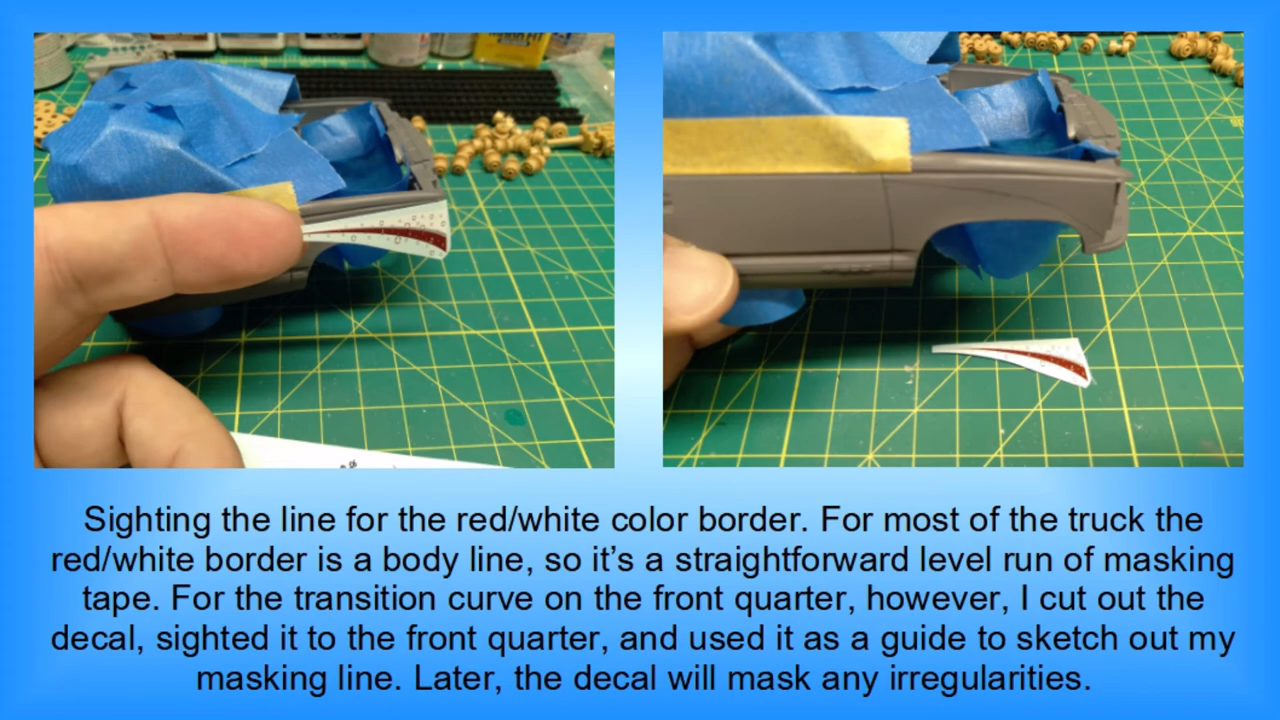 Sighting the line for the red/white color border. For most of the truck the
red/white border is a body line, so it’s a straightforward level run of masking
tape. For the transition curve on the front quarter, however, I cut out the
decal, sighted it to the front quarter, and used it as a guide to sketch out my
masking line. Later, the decal will mask any irregularities.